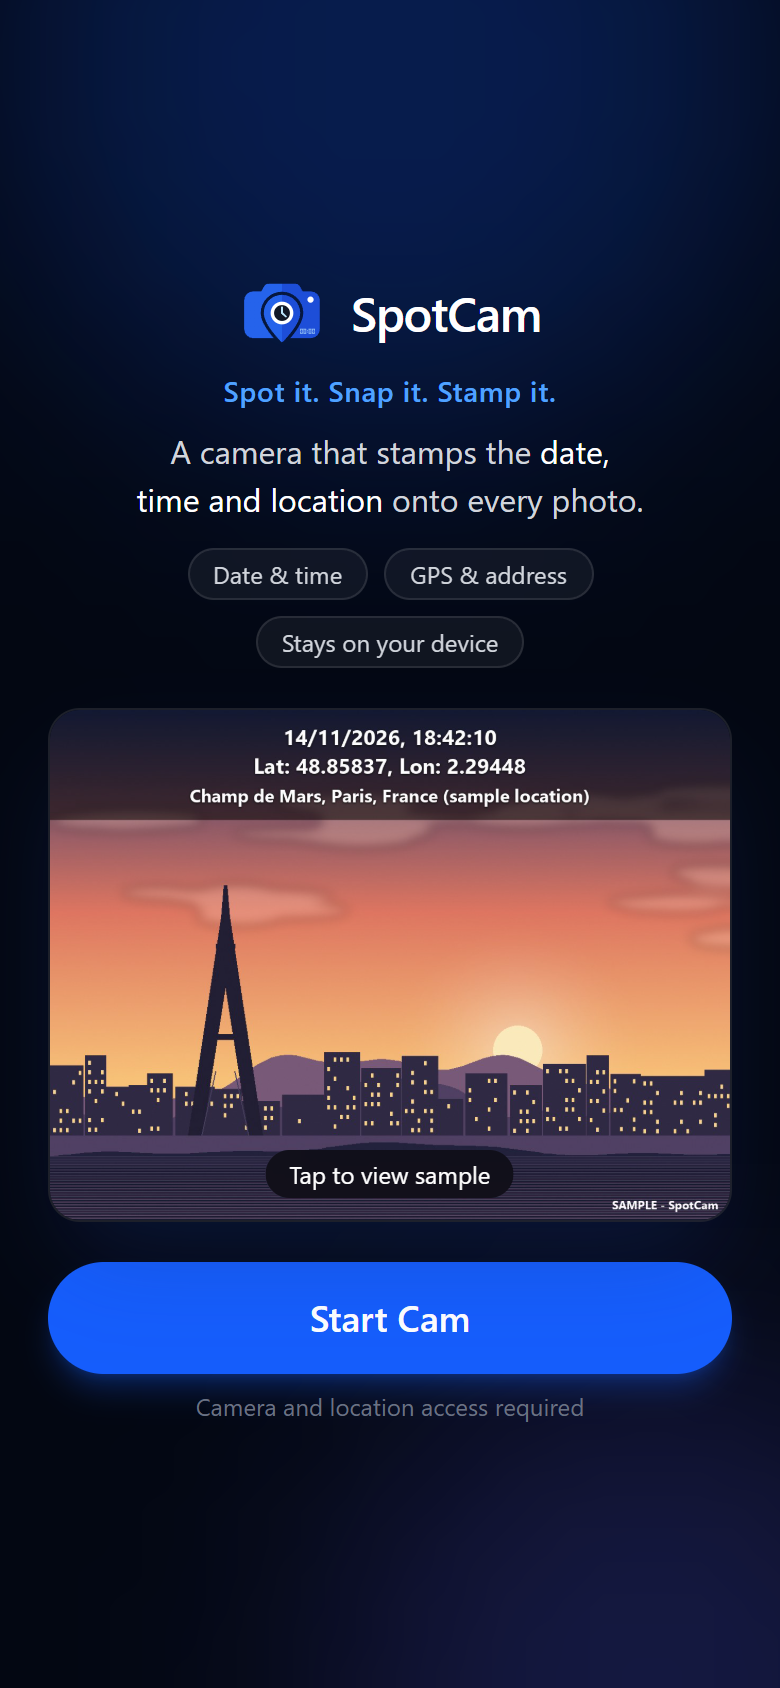 SpotCam
Spot it. Snap it. Stamp it.
A camera that stamps the date,
time and location onto every photo.
Date & time
GPS & address
Stays on your device
14/11/2026, 18:42:10
Lat: 48.85837, Lon: 2.29448
Champ de Mars, Paris, France (sample location)
Tap to view sample
SAMPLE - SpotCam
Start Cam
Camera and location access required